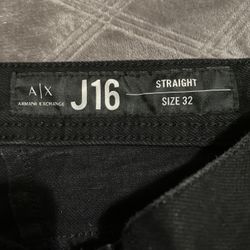 A|X
ARMANI EXCHANGE
J16
STRAIGHT
SIZE 32